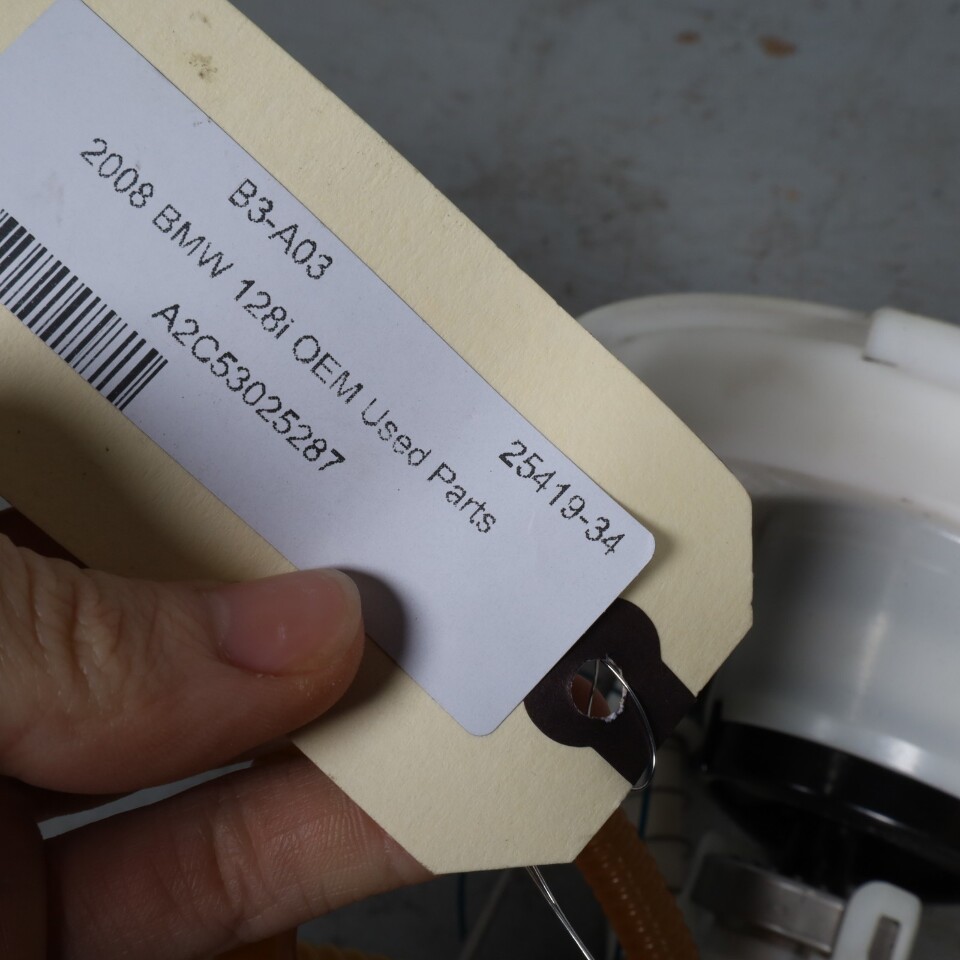 B3-A03
25419-34
2008 BMW 128i OEM Used Parts
A2C53025287